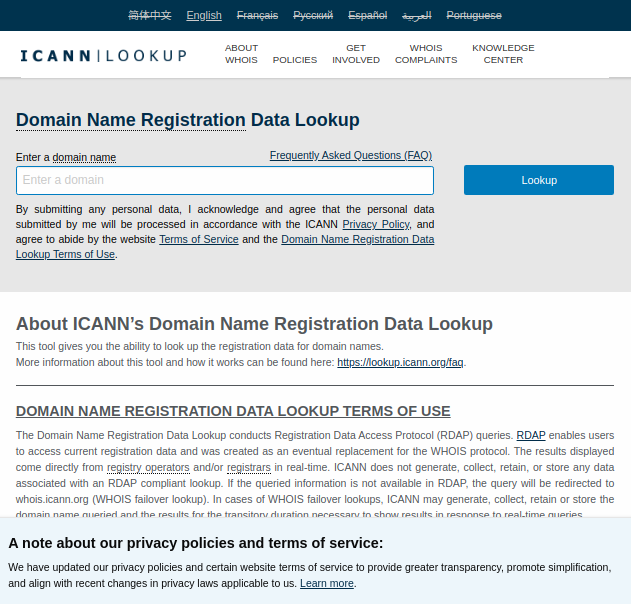 简体中文 English Français Русский Español العربية Portuguese
ICANN|LOOKUP
ABOUT WHOIS
POLICIES
GET INVOLVED
WHOIS COMPLAINTS
KNOWLEDGE CENTER
Domain Name Registration Data Lookup
Enter a domain name
Frequently Asked Questions (FAQ)
Enter a domain
Lookup
By submitting any personal data, I acknowledge and agree that the personal data
submitted by me will be processed in accordance with the ICANN Privacy Policy, and
agree to abide by the website Terms of Service and the Domain Name Registration Data
Lookup Terms of Use.
About ICANN’s Domain Name Registration Data Lookup
This tool gives you the ability to look up the registration data for domain names.
More information about this tool and how it works can be found here: https://lookup.icann.org/faq.
DOMAIN NAME REGISTRATION DATA LOOKUP TERMS OF USE
The Domain Name Registration Data Lookup conducts Registration Data Access Protocol (RDAP) queries. RDAP enables users
to access current registration data and was created as an eventual replacement for the WHOIS protocol. The results displayed
come directly from registry operators and/or registrars in real-time. ICANN does not generate, collect, retain, or store any data
associated with an RDAP compliant lookup. If the queried information is not available in RDAP, the query will be redirected to
whois.icann.org (WHOIS failover lookup). In cases of WHOIS failover lookups, ICANN may generate, collect, retain or store the
domain name queried and the results for the transitory duration necessary to show results in response to real-time queries.
A note about our privacy policies and terms of service:
We have updated our privacy policies and certain website terms of service to provide greater transparency, promote simplification,
and align with recent changes in privacy laws applicable to us. Learn more.